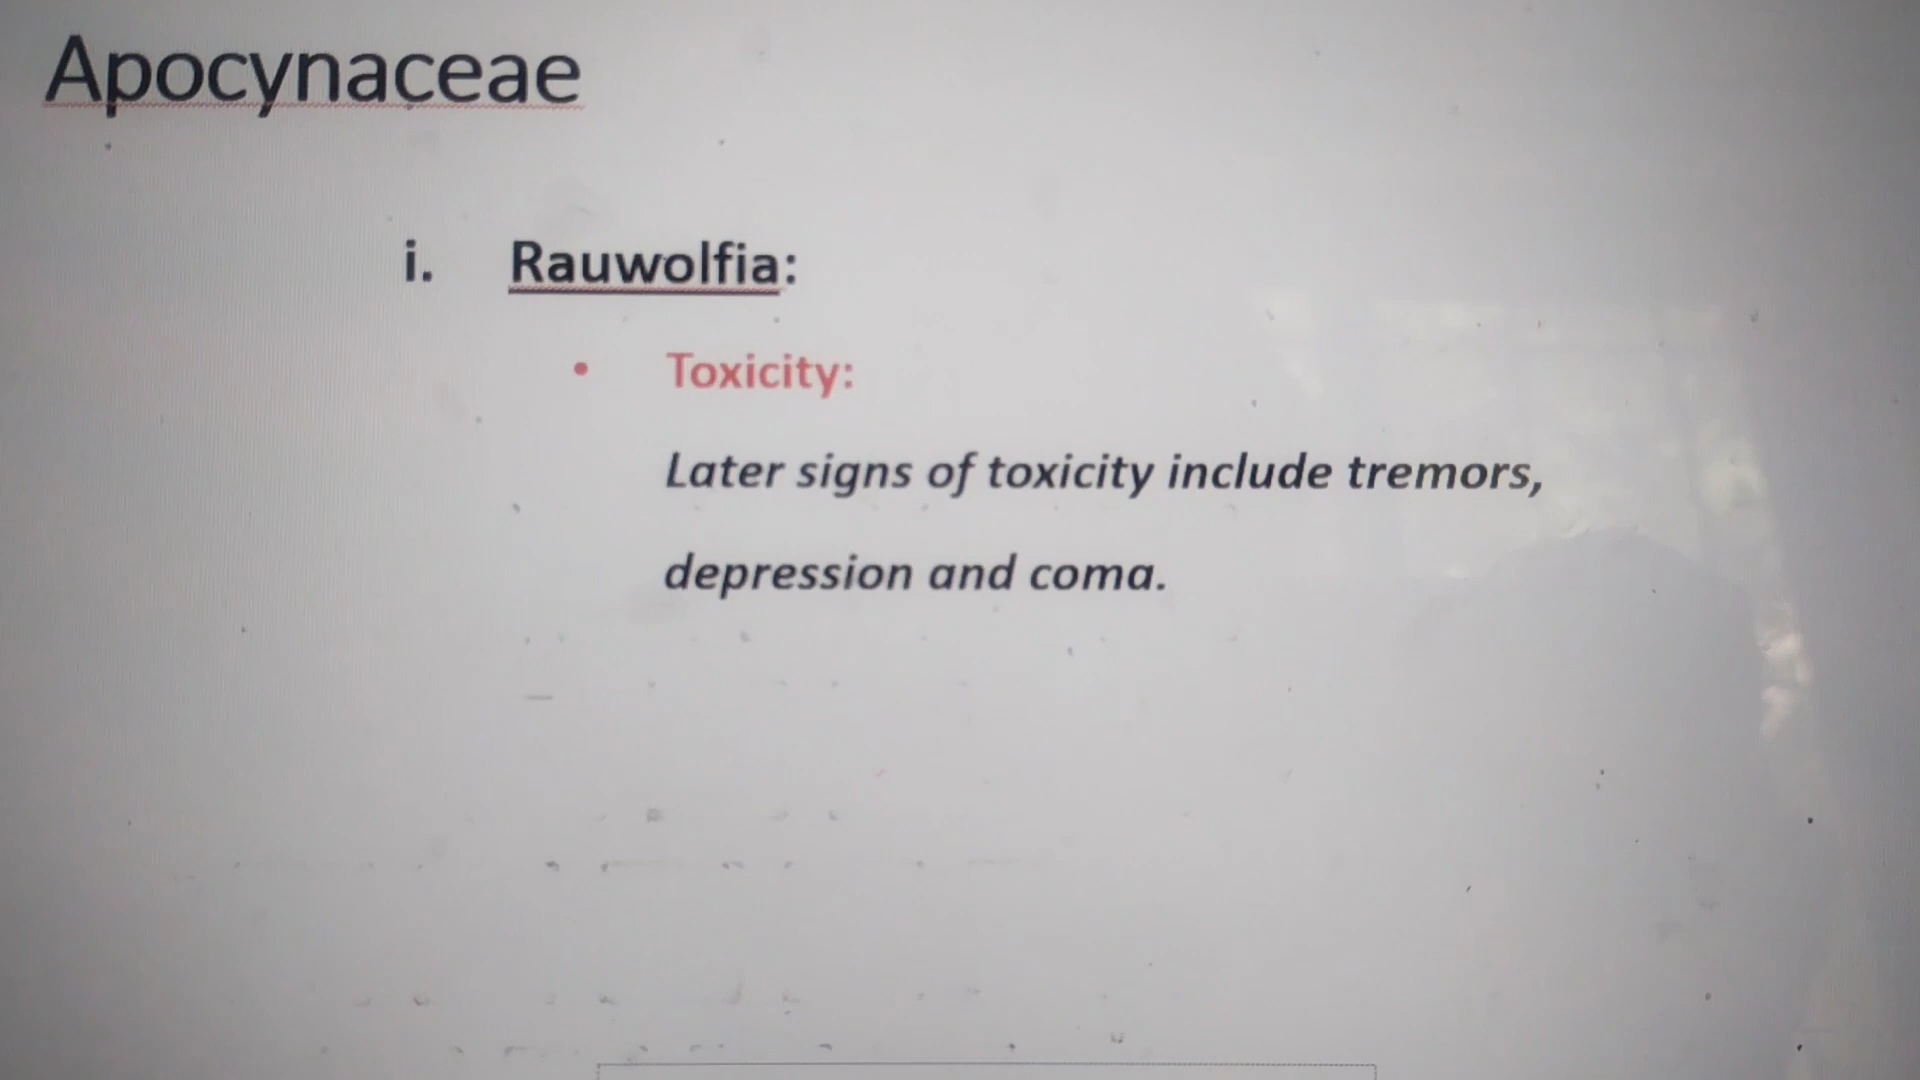 Apocynaceae
i. Rauwolfia:
• Toxicity:
Later signs of toxicity include tremors,
depression and coma.